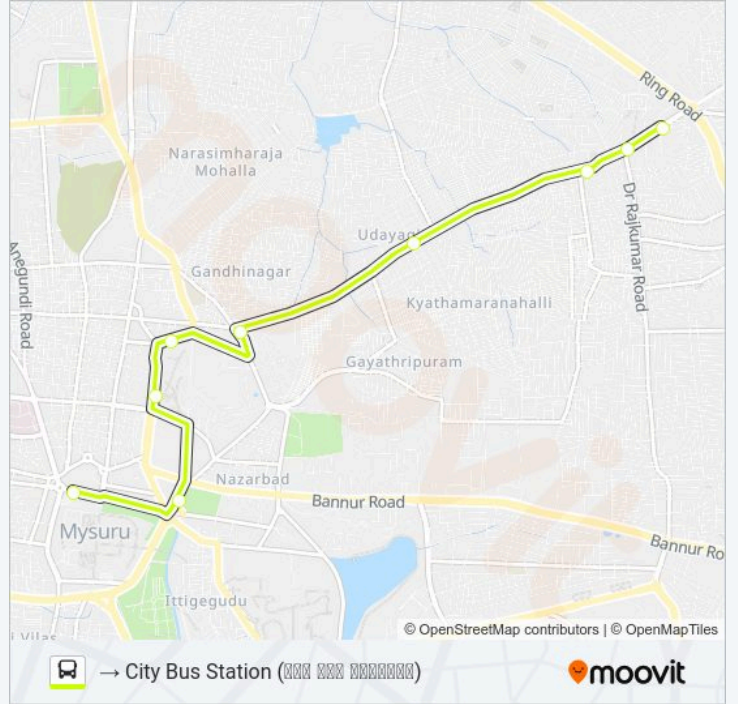 Ring Road
Narasimharaja
Mohalla
Dr Rajkumar Road
Anegundi Road
Gandhinagar
Kyathamaranahalli
Gayathripuram
Nazarbad
Bannur Road
Mysuru
Bannur Ro
Ittigegudu
i Vilas
© OpenStreetMap contributors | © OpenMapTiles
→ City Bus Station
moovit